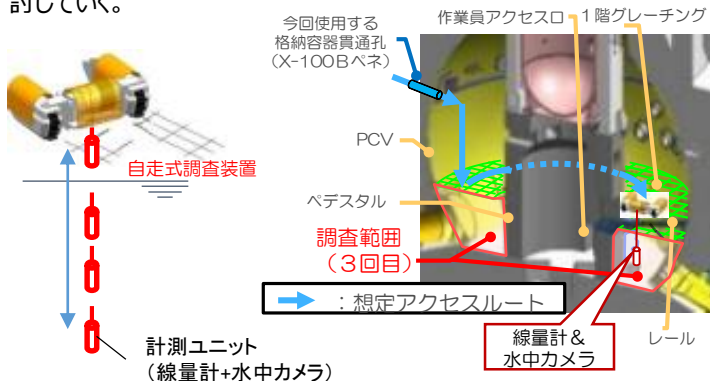 討していく。
今回使用する
格納容器貫通孔
（X-100Bペネ）
作業員アクセス口
1階グレーチング
PCV
自走式調査装置
ペデスタル
調査範囲
（3回目）
：想定アクセスルート
線量計＆
水中カメラ
レール
計測ユニット
（線量計+水中カメラ）